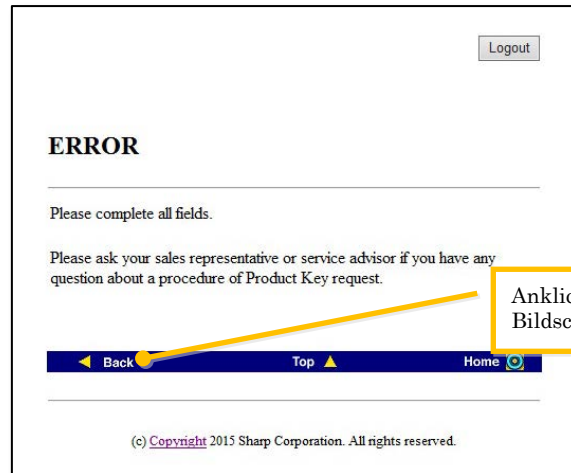 Logout
ERROR
Please complete all fields.
Please ask your sales representative or service advisor if you have any
question about a procedure of Product Key request.
Back Top Home
(c) Copyright 2015 Sharp Corporation. All rights reserved.